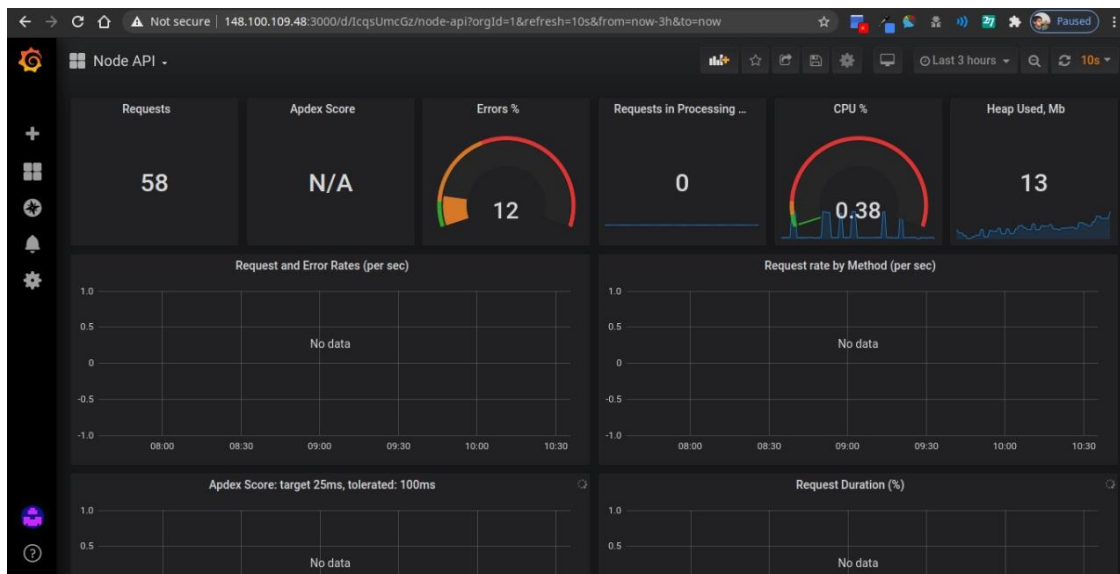 Not secure | 148.100.109.48:3000/d/IcqsUmcGz/node-api?orgId=1&refresh=10s&from=now-3h&to=now
27
Paused
Node API
Last 3 hours
10s
Requests
58
Apdex Score
N/A
Errors %
12
Requests in Processing ...
0
CPU %
0.38
Heap Used, Mb
13
Request and Error Rates (per sec)
1.0
0.5
0
-0.5
-1.0
No data
08:00 08:30 09:00 09:30 10:00 10:30
Request rate by Method (per sec)
1.0
0.5
0
-0.5
-1.0
No data
08:00 08:30 09:00 09:30 10:00 10:30
Apdex Score: target 25ms, tolerated: 100ms
1.0
0.5
No data
Request Duration (%)
1.0
0.5
No data